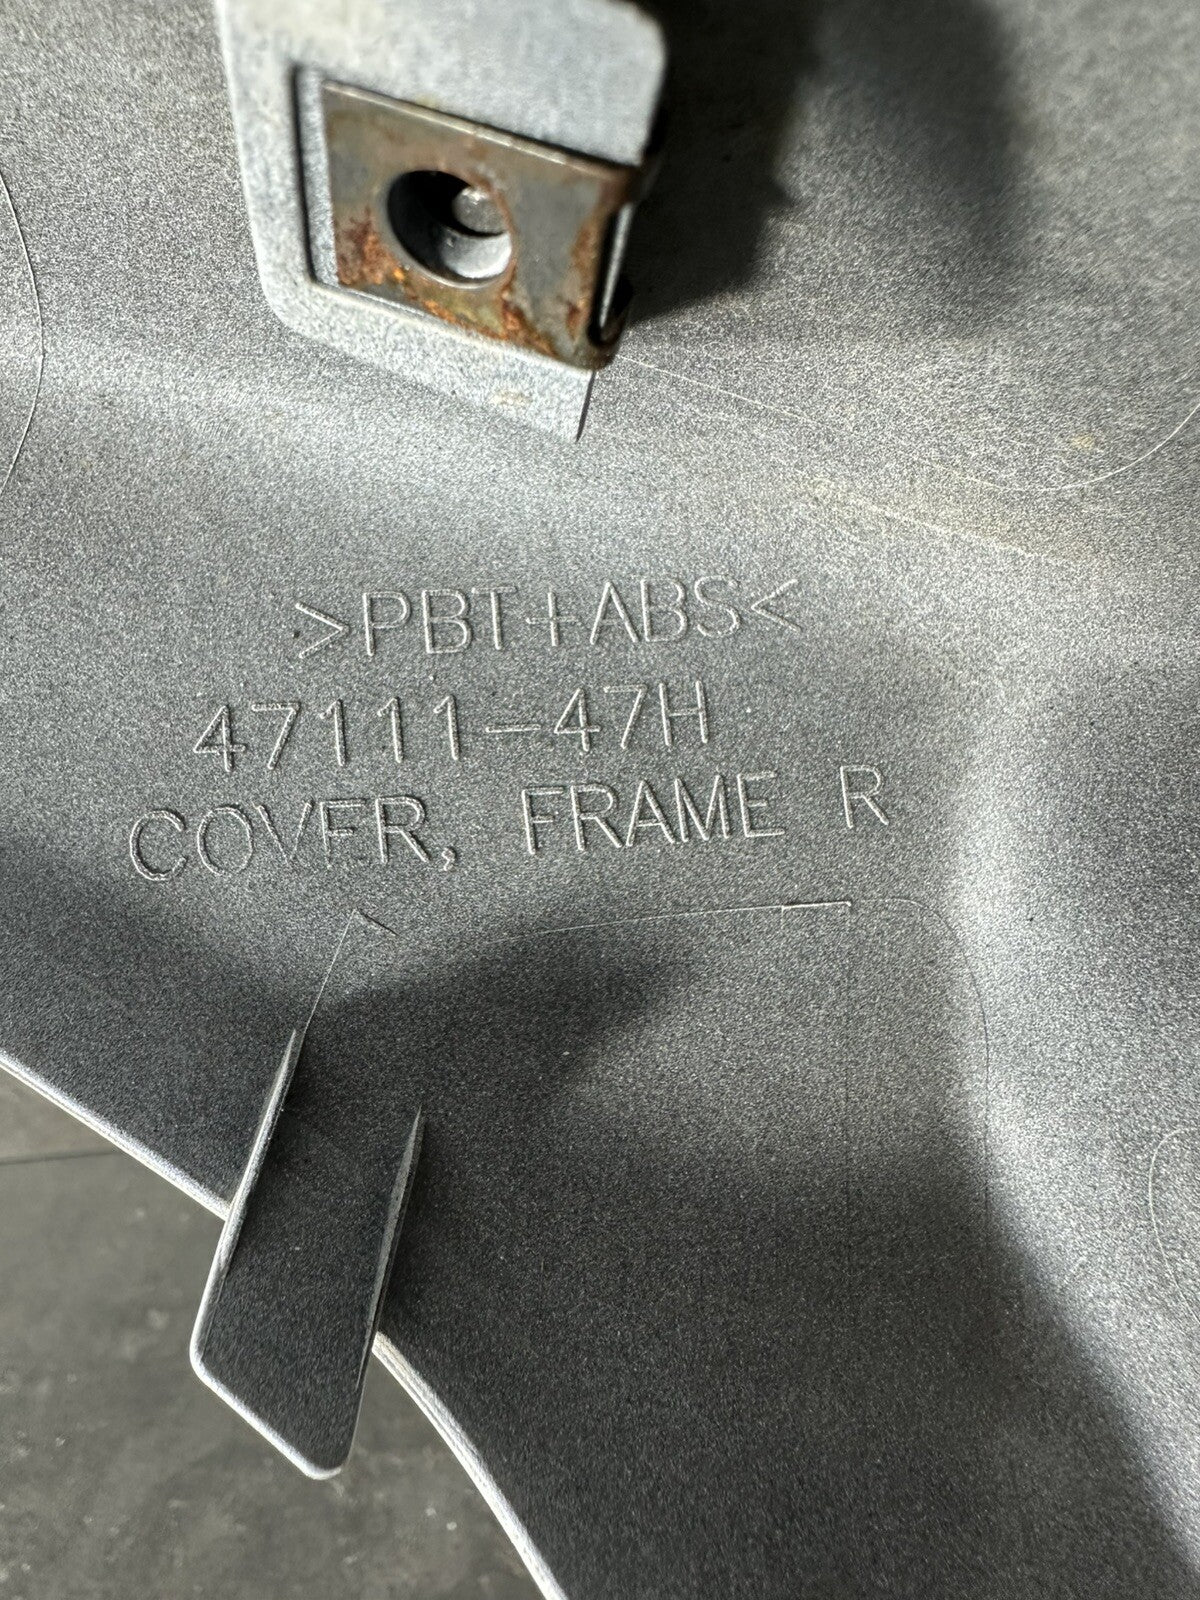 >PBT+ABS<
47111-47H
COVER, FRAME R